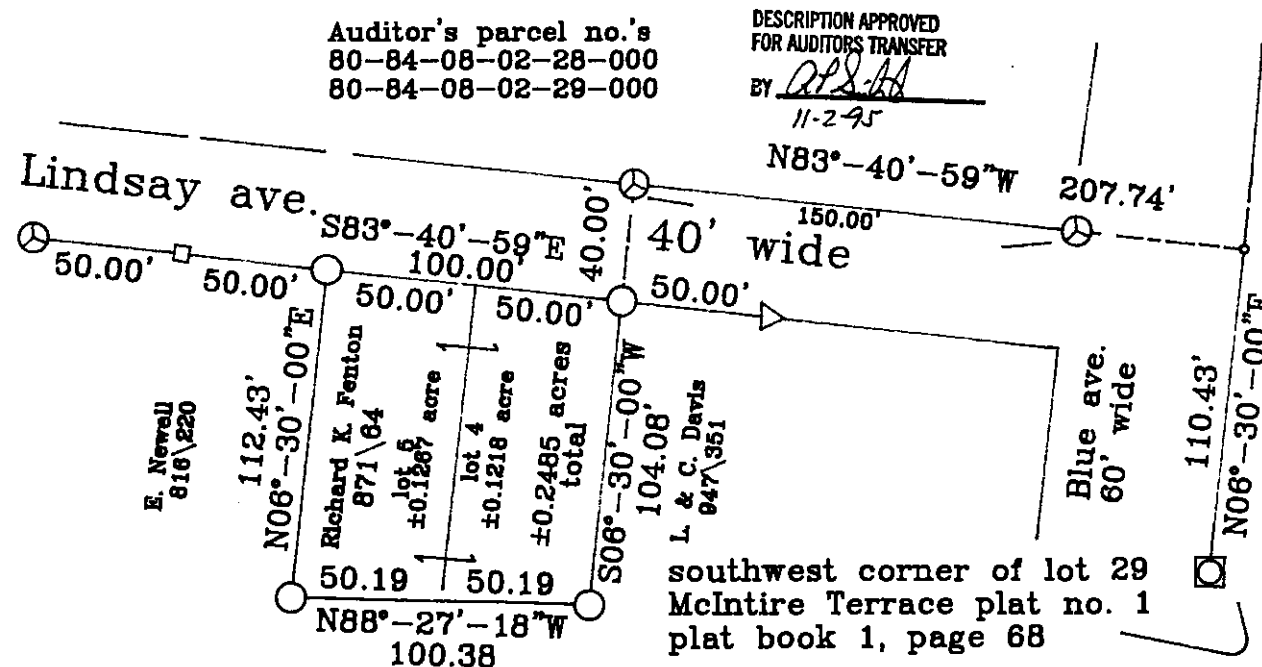 Auditor's parcel no.'s
80-84-08-02-28-000
80-84-08-02-29-000
DESCRIPTION APPROVED
FOR AUDITORS TRANSFER
BY
11-2-95
N83°-40'-59"W
207.74'
150.00'
Lindsay ave.
S83°-40'-59"E
100.00'
40.00'
40' wide
50.00'
50.00'
50.00'
50.00'
50.00'
E. Newell
816\220
112.43'
N06°-30'-00"E
Richard K. Fenton
871/64
lot 5
±0.1267 acre
lot 4
±0.1218 acre
±0.2485 acres
total
S06°-30'-00"W
104.08'
L. & C. Davis
947\351
Blue ave.
60' wide
110.43'
N06°-30'-00"E
50.19
50.19
N88°-27'-18"W
100.38
southwest corner of lot 29
McIntire Terrace plat no. 1
plat book 1, page 68